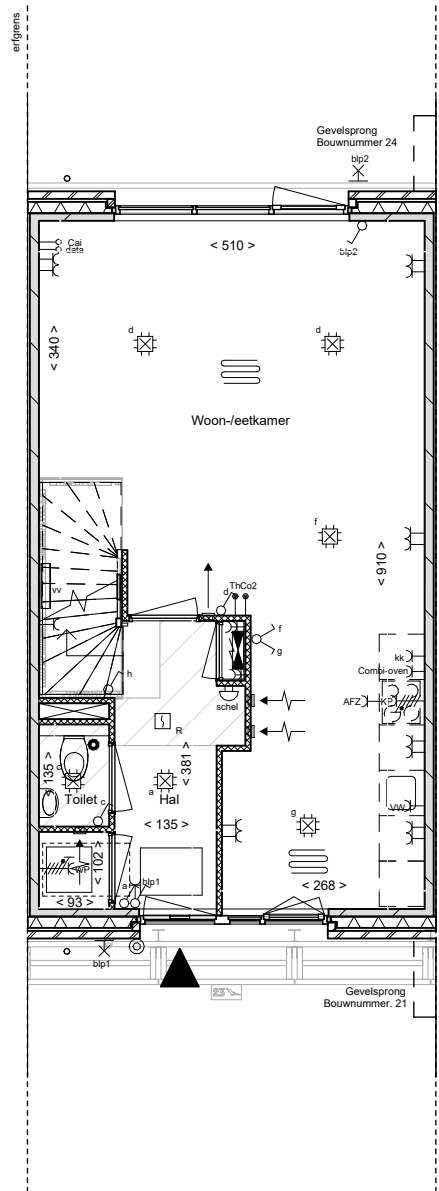 erfgrens
Gevelsprong
Bouwnummer 24
blp2
Cai
data
< 510 >
blp2
< 340 >
d
d
Woon-/eetkamer
f
< 910 >
vv
ThCo2
d
f
g
kk
Combi-oven
h
schel
AFZ
KP
R
< 381 >
< 135 >
c
Toilet
a
Hal
c
VW
< 135 >
g
WP
< 102 >
a
blp1
< 93 >
< 268 >
blp1
23
Gevelsprong
Bouwnummer. 21